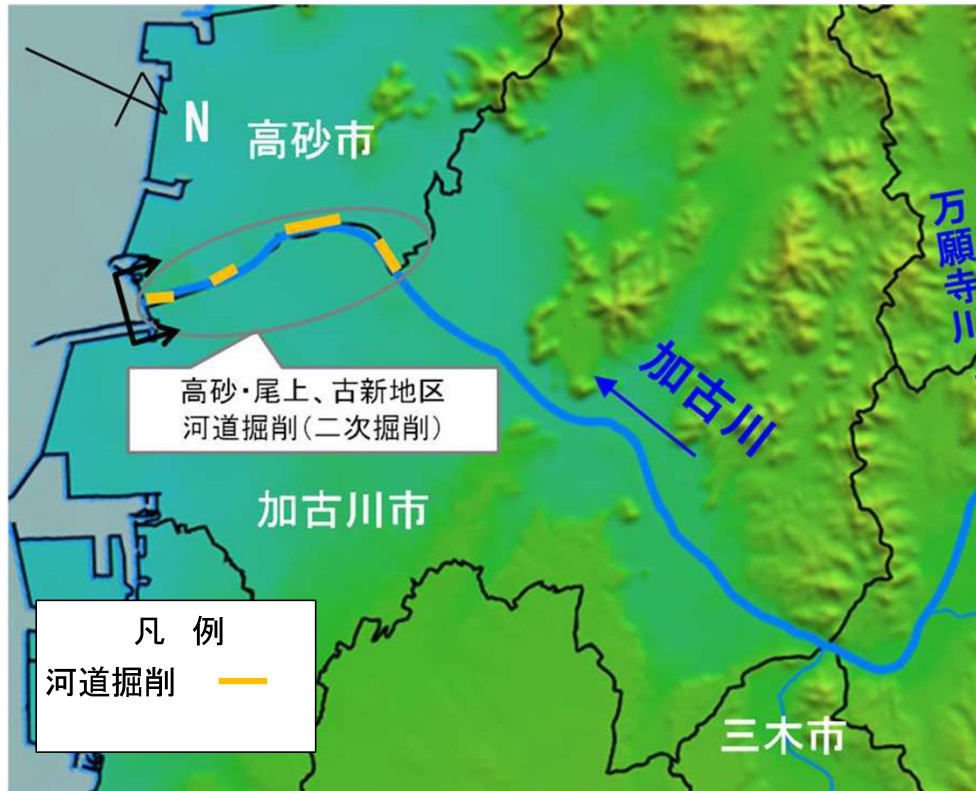 N
高砂市
万願寺川
加古川
高砂・尾上、古新地区
河道掘削(二次掘削)
加古川市
凡 例
河道掘削
三木市